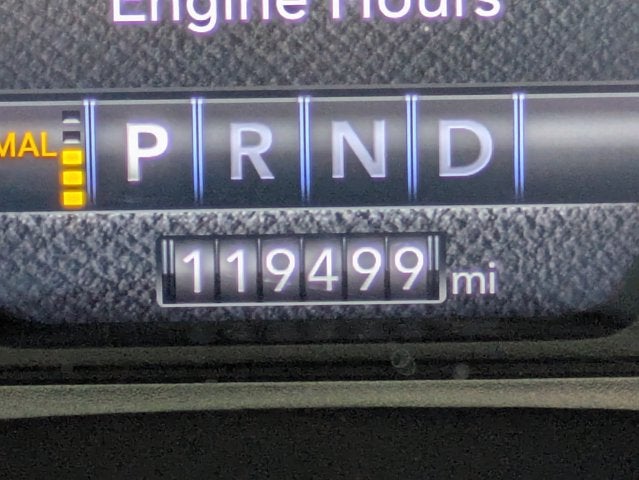 Engine Hours
MAL P R N D
119499 mi